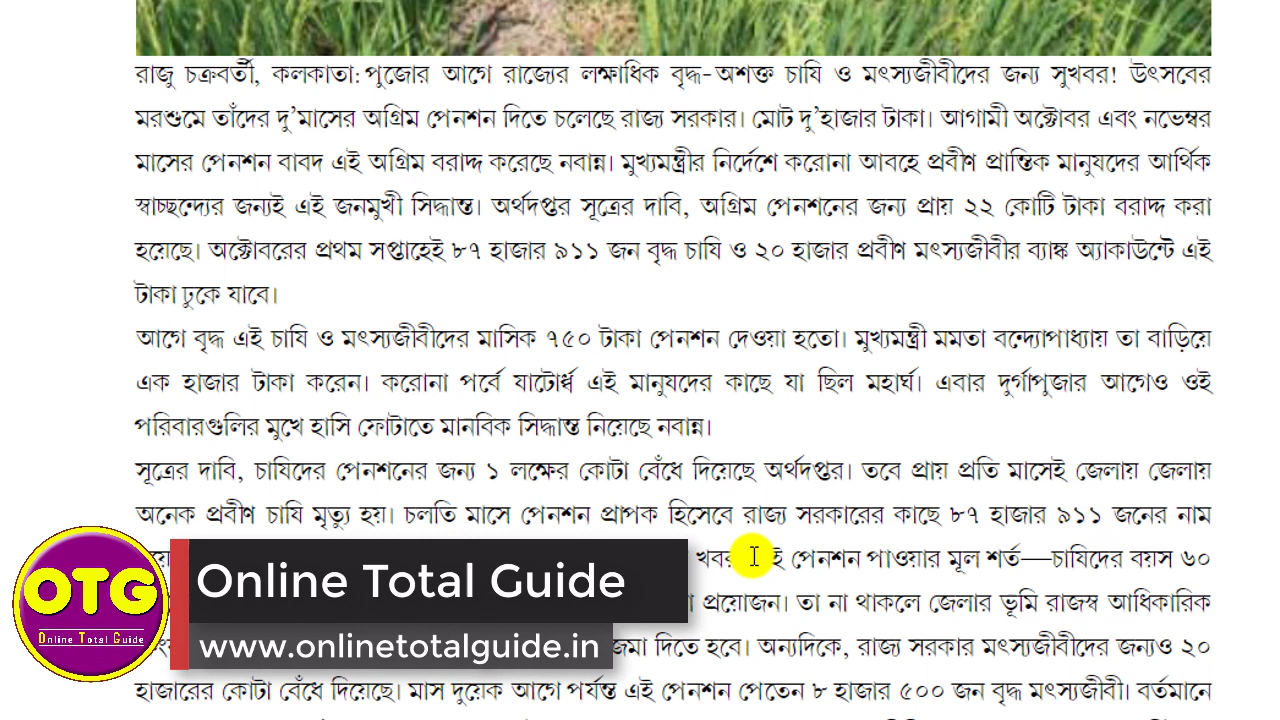 রাজু চক্রবর্তী, কলকাতা: পুজোর আগে রাজ্যের লক্ষাধিক বৃদ্ধ-অশক্ত চাষি ও মৎস্যজীবীদের জন্য সুখবর! উৎসবের
মরশুমে তাঁদের দু’মাসের অগ্রিম পেনশন দিতে চলেছে রাজ্য সরকার। মোট দু’হাজার টাকা। আগামী অক্টোবর এবং নভেম্বর
মাসের পেনশন বাবদ এই অগ্রিম বরাদ্দ করেছে নবান্ন। মুখ্যমন্ত্রীর নির্দেশে করোনা আবহে প্রবীণ প্রান্তিক মানুষদের আর্থিক
স্বাচ্ছন্দ্যের জন্যই এই জনমুখী সিদ্ধান্ত। অর্থদপ্তর সূত্রের দাবি, অগ্রিম পেনশনের জন্য প্রায় ২২ কোটি টাকা বরাদ্দ করা
হয়েছে। অক্টোবরের প্রথম সপ্তাহেই ৮৭ হাজার ৯১১ জন বৃদ্ধ চাষি ও ২০ হাজার প্রবীণ মৎস্যজীবীর ব্যাঙ্ক অ্যাকাউন্টে এই
টাকা ঢুকে যাবে।
আগে বৃদ্ধ এই চাষি ও মৎস্যজীবীদের মাসিক ৭৫০ টাকা পেনশন দেওয়া হতো। মুখ্যমন্ত্রী মমতা বন্দ্যোপাধ্যায় তা বাড়িয়ে
এক হাজার টাকা করেন। করোনা পর্বে ষাটোর্ধ্ব এই মানুষদের কাছে যা ছিল মহার্ঘ। এবার দুর্গাপুজার আগেও ওই
পরিবারগুলির মুখে হাসি ফোটাতে মানবিক সিদ্ধান্ত নিয়েছে নবান্ন।
সূত্রের দাবি, চাষিদের পেনশনের জন্য ১ লক্ষের কোটা বেঁধে দিয়েছে অর্থদপ্তর। তবে প্রায় প্রতি মাসেই জেলায় জেলায়
অনেক প্রবীণ চাষি মৃত্যু হয়। চলতি মাসে পেনশন প্রাপক হিসেবে রাজ্য সরকারের কাছে ৮৭ হাজার ৯১১ জনের নাম
পেনশন পাওয়ার মূল শর্ত—চাষিদের বয়স ৬০
প্রয়োজন। তা না থাকলে জেলার ভূমি রাজস্ব আধিকারিক
জমা দিতে হবে। অন্যদিকে, রাজ্য সরকার মৎস্যজীবীদের জন্যও ২০
হাজারের কোটা বেঁধে দিয়েছে। মাস দুয়েক আগে পর্যন্ত এই পেনশন পেতেন ৮ হাজার ৫০০ জন বৃদ্ধ মৎস্যজীবী। বর্তমানে
OTG
Online Total Guide
Online Total Guide
www.onlinetotalguide.in